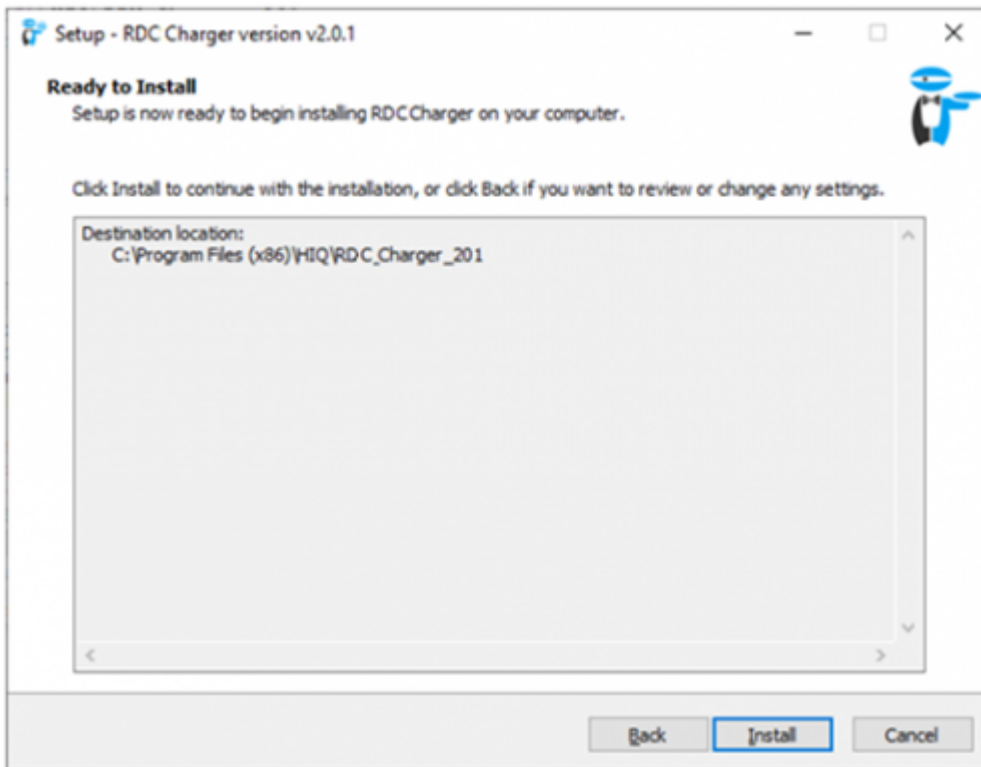 Setup - RDC Charger version v2.0.1
Ready to Install
Setup is now ready to begin installing RDCCharger on your computer.
Click Install to continue with the installation, or click Back if you want to review or change any settings.
Destination location:
C:\Program Files (x86)\HIQ\RDC_Charger_201
Back
Install
Cancel